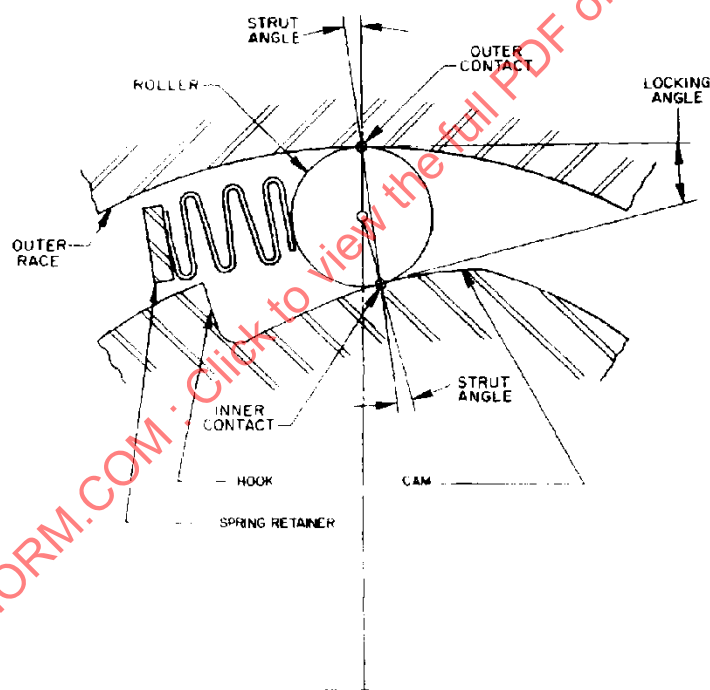 STRUT
ANGLE
OUTER
CONTACT
ROLLER
LOCKING
ANGLE
OUTER
RACE
STRUT
ANGLE
INNER
CONTACT
HOOK
CAM
SPRING RETAINER
NORM.COM : Click to view the full PDF of